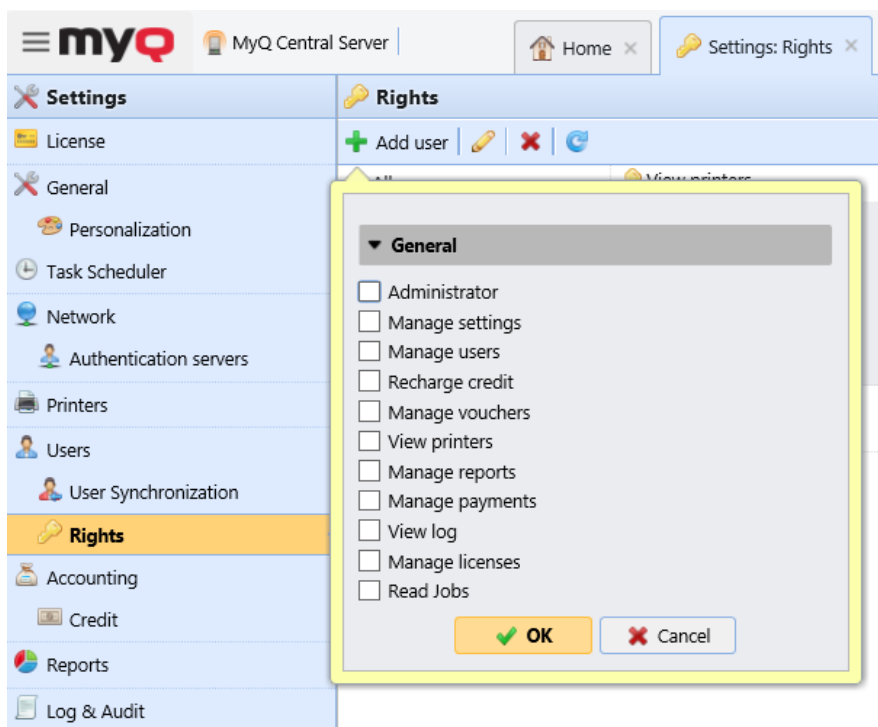 myQ MyQ Central Server Home Settings: Rights
Settings
License
General
Personalization
Task Scheduler
Network
Authentication servers
Printers
Users
User Synchronization
Rights
Accounting
Credit
Reports
Log & Audit
Rights
Add user
View printers
General
Administrator
Manage settings
Manage users
Recharge credit
Manage vouchers
View printers
Manage reports
Manage payments
View log
Manage licenses
Read Jobs
OK Cancel